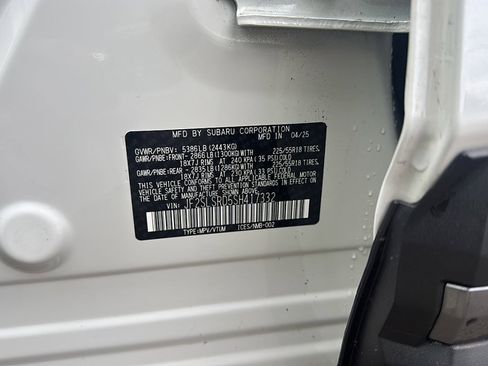 MFD BY SUBARU CORPORATION 04/25
GVWR/PNBV: 5386LB(2443KG)
GAWR/PNBE:FRONT- 2866LB(1300KG)WITH 225/55R18 TIRES,
18X7J RIMS, AT 240 KPA(35 PSI)COLD
GAWR/PNBE:REAR - 2835LB(1286KG)WITH 225/55R18 TIRES,
18X7J RIMS, AT 230 KPA(33 PSI)COLD
THIS VEHICLE CONFORMS TO ALL APPLICABLE FEDERAL MOTOR
VEHICLE SAFETY AND THEFT PREVENTION STANDARDS IN EFFECT
ON THE DATE OF MANUFACTURE SHOWN ABOVE.
JF2SLSRD5SH417332
TYPE:MPV/VTUM ICES/NMB-002